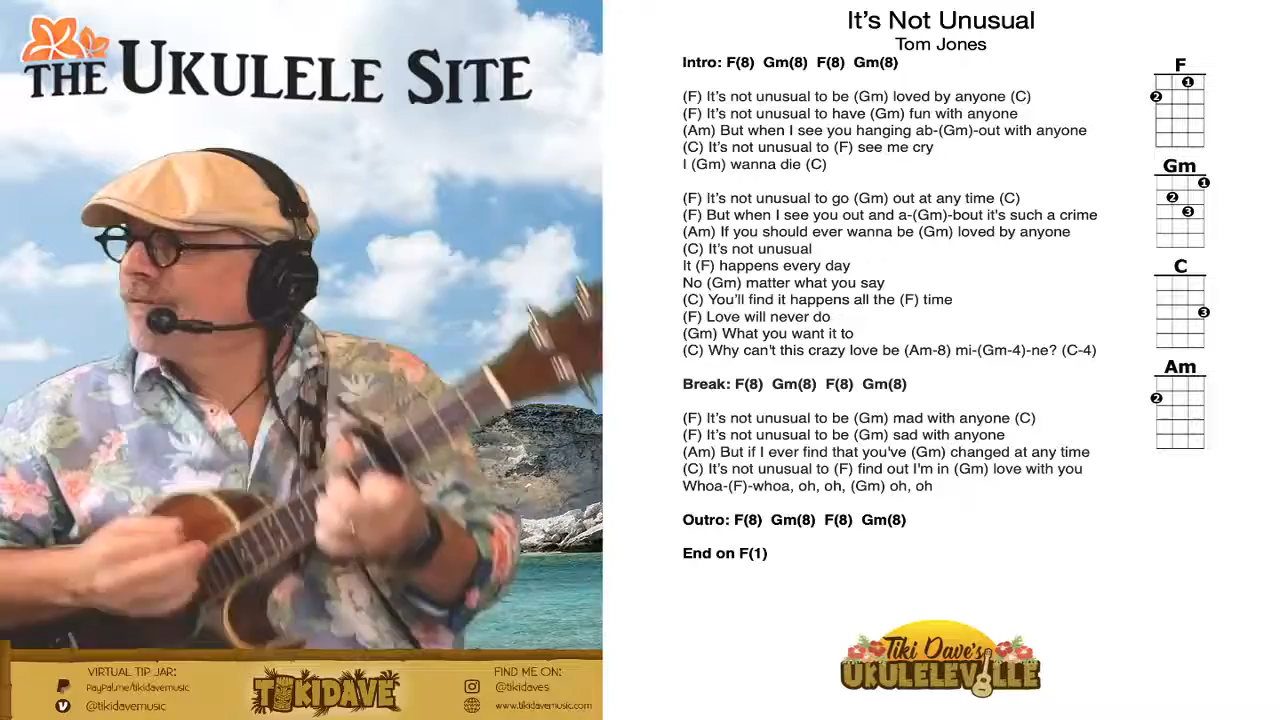 THE UKULELE SITE
VIRTUAL TIP JAR:
PayPal.me/tikidavemusic
@tikidavemusic
TIKIDAVE
FIND ME ON:
@tikidaves
www.tikidavemusic.com
It's Not Unusual
Tom Jones
Intro: F(8) Gm(8) F(8) Gm(8)
(F) It's not unusual to be (Gm) loved by anyone (C)
(F) It's not unusual to have (Gm) fun with anyone
(Am) But when I see you hanging ab-(Gm)-out with anyone
(C) It's not unusual to (F) see me cry
I (Gm) wanna die (C)
(F) It's not unusual to go (Gm) out at any time (C)
(F) But when I see you out and a-(Gm)-bout it's such a crime
(Am) If you should ever wanna be (Gm) loved by anyone
(C) It's not unusual
It (F) happens every day
No (Gm) matter what you say
(C) You'll find it happens all the (F) time
(F) Love will never do
(Gm) What you want it to
(C) Why can't this crazy love be (Am-8) mi-(Gm-4)-ne? (C-4)
Break: F(8) Gm(8) F(8) Gm(8)
(F) It's not unusual to be (Gm) mad with anyone (C)
(F) It's not unusual to be (Gm) sad with anyone
(Am) But if I ever find that you've (Gm) changed at any time
(C) It's not unusual to (F) find out I'm in (Gm) love with you
Whoa-(F)-whoa, oh, oh, (Gm) oh, oh
Outro: F(8) Gm(8) F(8) Gm(8)
End on F(1)
F
1
2
Gm
1
2
3
C
3
Am
2
Tiki Dave's
UKULELEVILLE